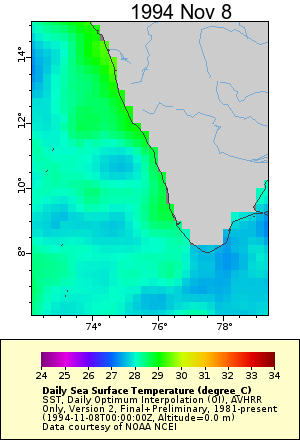 1994 Nov 8
14°
12°
10°
8°
74°
76°
78°
24 25 26 27 28 29 30 31 32 33 34
Daily Sea Surface Temperature (degree_C)
SST, Daily Optimum Interpolation (OI), AVHRR
Only, Version 2, Final+Preliminary, 1981-present
(1994-11-08T00:00:00Z, Altitude=0.0 m)
Data courtesy of NOAA NCEI